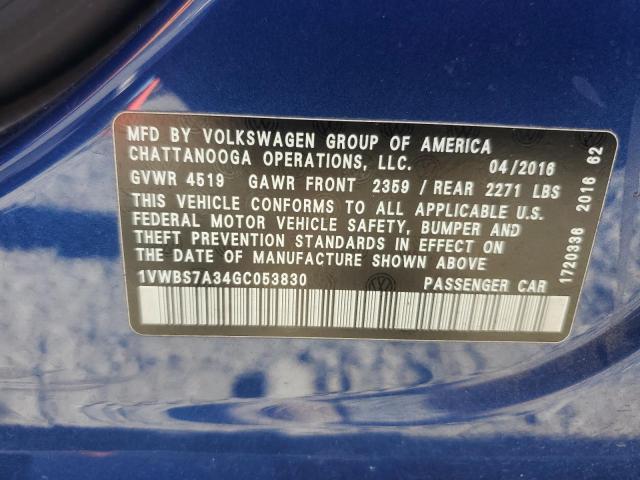 MFD BY VOLKSWAGEN GROUP OF AMERICA
CHATTANOOGA OPERATIONS, LLC. 04/2016
GVWR 4519 GAWR FRONT 2359 / REAR 2271 LBS
THIS VEHICLE CONFORMS TO ALL APPLICABLE U.S.
FEDERAL MOTOR VEHICLE SAFETY, BUMPER AND
THEFT PREVENTION STANDARDS IN EFFECT ON
THE DATE OF MANUFACTURE SHOWN ABOVE
1VWBS7A34GC053830 PASSENGER CAR
1720336 2016 62